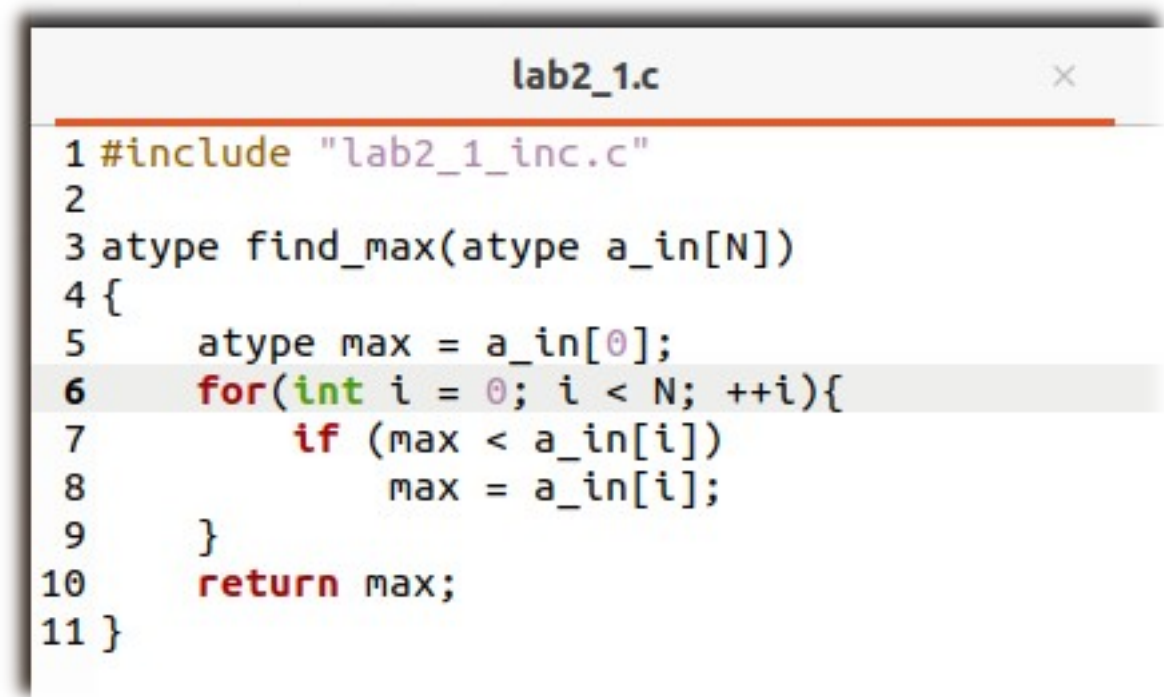 lab2_1.c ×
1 #include "lab2_1_inc.c"
2
3 atype find_max(atype a_in[N])
4 {
5     atype max = a_in[0];
6     for(int i = 0; i < N; ++i){
7         if (max < a_in[i])
8             max = a_in[i];
9     }
10     return max;
11 }